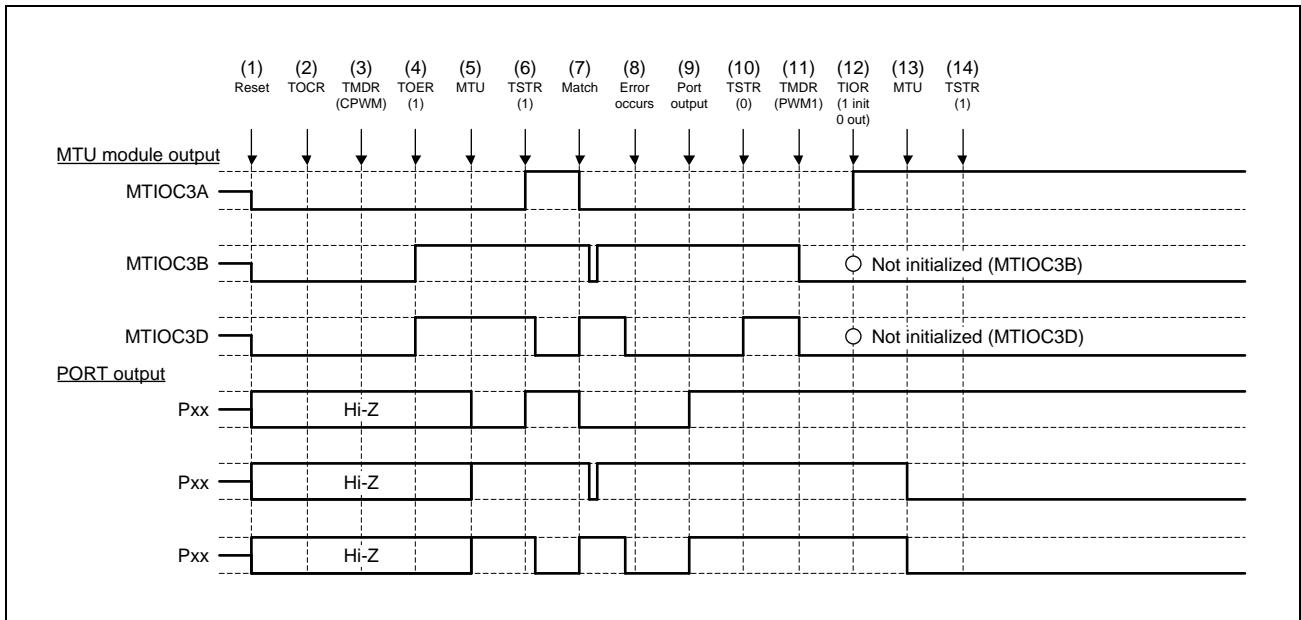 (1) (2) (3) (4) (5) (6) (7) (8) (9) (10) (11) (12) (13) (14)
Reset TOCR TMDR TOER MTU TSTR Match Error Port TSTR TMDR TIOR MTU TSTR
(CPWM) (1) (1) occurs output (0) (PWM1) (1 init (1)
0 out)
MTU module output
MTIOC3A
MTIOC3B Not initialized (MTIOC3B)
MTIOC3D Not initialized (MTIOC3D)
PORT output
Pxx Hi-Z
Pxx Hi-Z
Pxx Hi-Z